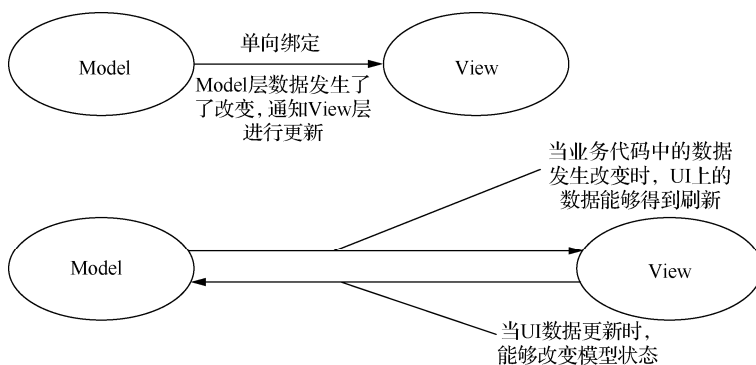 Model
单向绑定
View
Model层数据发生了
了改变，通知View层
进行更新
当业务代码中的数据
发生改变时，UI上的
数据能够得到刷新
Model
View
当UI数据更新时，
能够改变模型状态